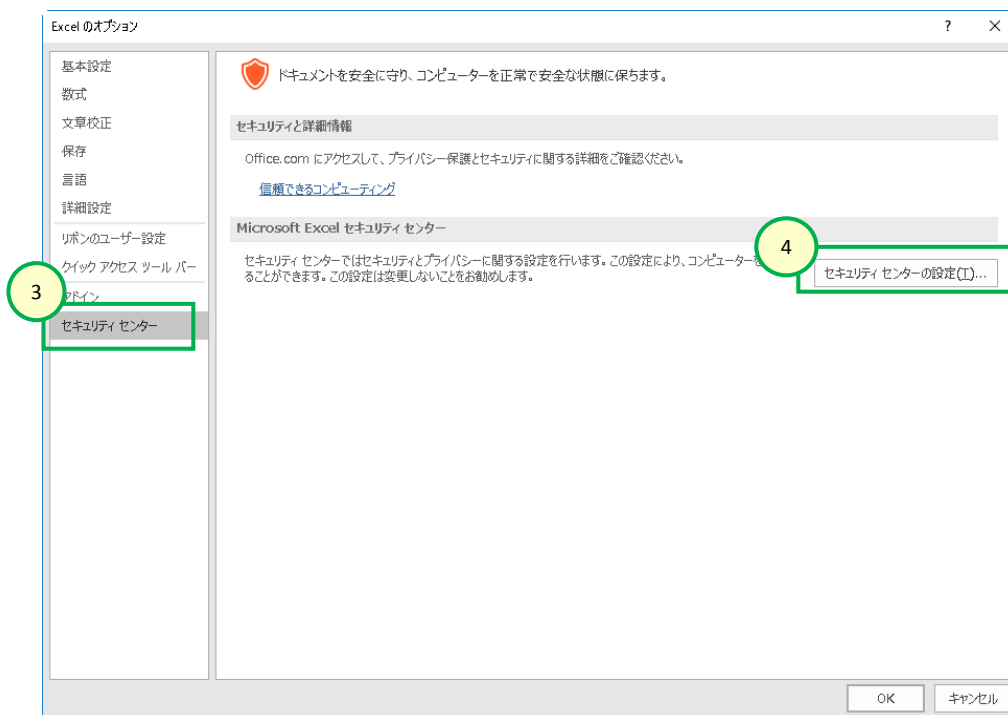 Excel のオプション
?
×
基本設定
数式
文章校正
保存
言語
詳細設定
リボンのユーザー設定
クイック アクセス ツール バー
アドイン
セキュリティ センター
3
ドキュメントを安全に守り、コンピューターを正常で安全な状態に保ちます。
セキュリティと詳細情報
Office.com にアクセスして、プライバシー保護とセキュリティに関する詳細をご確認ください。
信頼できるコンピューティング
Microsoft Excel セキュリティ センター
セキュリティ センターではセキュリティとプライバシーに関する設定を行います。この設定により、コンピューターを
ることができます。この設定は変更しないことをお勧めします。
4
セキュリティ センターの設定(T)...
OK
キャンセル